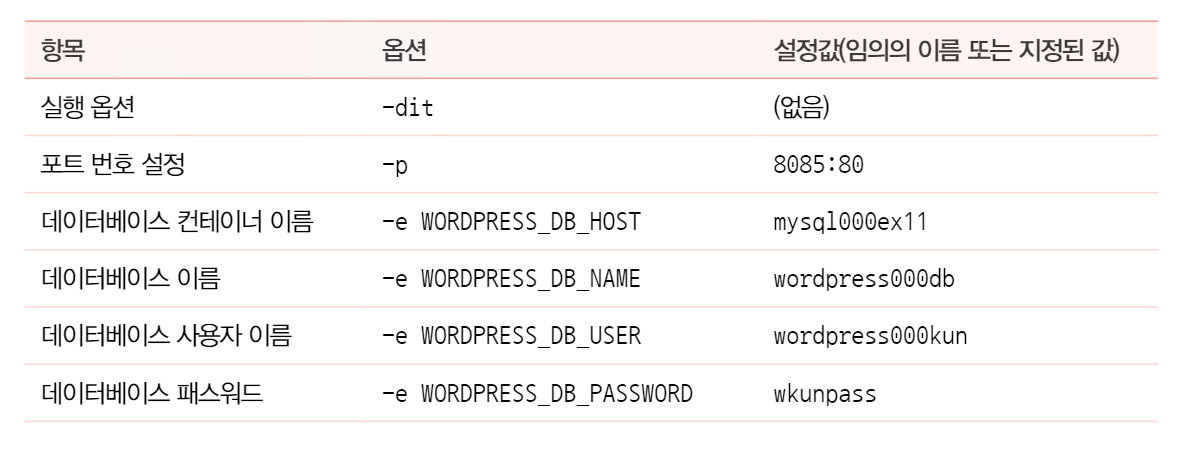 항목 옵션 설정값(임의의 이름 또는 지정된 값)
실행 옵션 -dit (없음)
포트 번호 설정 -p 8085:80
데이터베이스 컨테이너 이름 -e WORDPRESS_DB_HOST mysql000ex11
데이터베이스 이름 -e WORDPRESS_DB_NAME wordpress000db
데이터베이스 사용자 이름 -e WORDPRESS_DB_USER wordpress000kun
데이터베이스 패스워드 -e WORDPRESS_DB_PASSWORD wkunpass